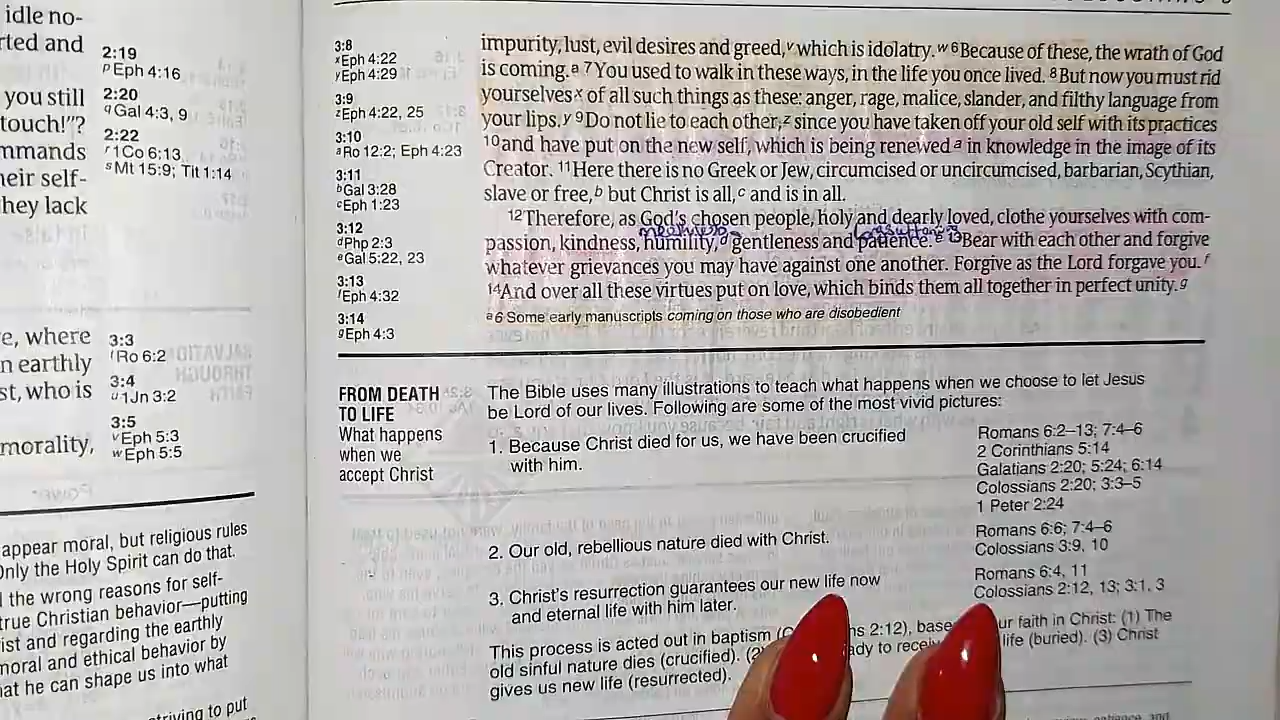 idle no-
rted and
you still
touch!"?
mmands
heir self-
hey lack
e, where
n earthly
st, who is
morality,
appear moral, but religious rules
Only the Holy Spirit can do that.
the wrong reasons for self-
true Christian behavior—putting
ist and regarding the earthly
moral and ethical behavior by
hat he can shape us into what
striving to put
2:19
p Eph 4:16
2:20
q Gal 4:3, 9
2:22
r 1Co 6:13
s Mt 15:9; Tit 1:14
3:3
t Ro 6:2
3:4
u 1Jn 3:2
3:5
v Eph 5:3
w Eph 5:5
3:8
x Eph 4:22
y Eph 4:29
3:9
z Eph 4:22, 25
3:10
a Ro 12:2; Eph 4:23
3:11
b Gal 3:28
c Eph 1:23
3:12
d Php 2:3
e Gal 5:22, 23
3:13
f Eph 4:32
3:14
g Eph 4:3
impurity, lust, evil desires and greed,v which is idolatry.w 6Because of these, the wrath of God
is coming.a 7You used to walk in these ways, in the life you once lived. 8But now you must rid
yourselvesx of all such things as these: anger, rage, malice, slander, and filthy language from
your lips.y 9Do not lie to each other,z since you have taken off your old self with its practices
10and have put on the new self, which is being renewed a in knowledge in the image of its
Creator. 11Here there is no Greek or Jew, circumcised or uncircumcised, barbarian, Scythian,
slave or free,b but Christ is all,c and is in all.
12Therefore, as God's chosen people, holy and dearly loved, clothe yourselves with com-
meekness
passion, kindness, humility,d gentleness and patience.e 13Bear with each other and forgive
whatever grievances you may have against one another. Forgive as the Lord forgave you.f
14And over all these virtues put on love, which binds them all together in perfect unity.g
a6 Some early manuscripts coming on those who are disobedient
FROM DEATH
TO LIFE
What happens
when we
accept Christ
The Bible uses many illustrations to teach what happens when we choose to let Jesus
be Lord of our lives. Following are some of the most vivid pictures:
1. Because Christ died for us, we have been crucified
with him.
Romans 6:2–13; 7:4–6
2 Corinthians 5:14
Galatians 2:20; 5:24; 6:14
Colossians 2:20; 3:3–5
1 Peter 2:24
2. Our old, rebellious nature died with Christ.
Romans 6:6; 7:4–6
Colossians 3:9, 10
3. Christ's resurrection guarantees our new life now
and eternal life with him later.
Romans 6:4, 11
Colossians 2:12, 13; 3:1, 3
This process is acted out in baptism ns 2:12), base ur faith in Christ: (1) The
old sinful nature dies (crucified). ady to receiv life (buried). (3) Christ
gives us new life (resurrected).